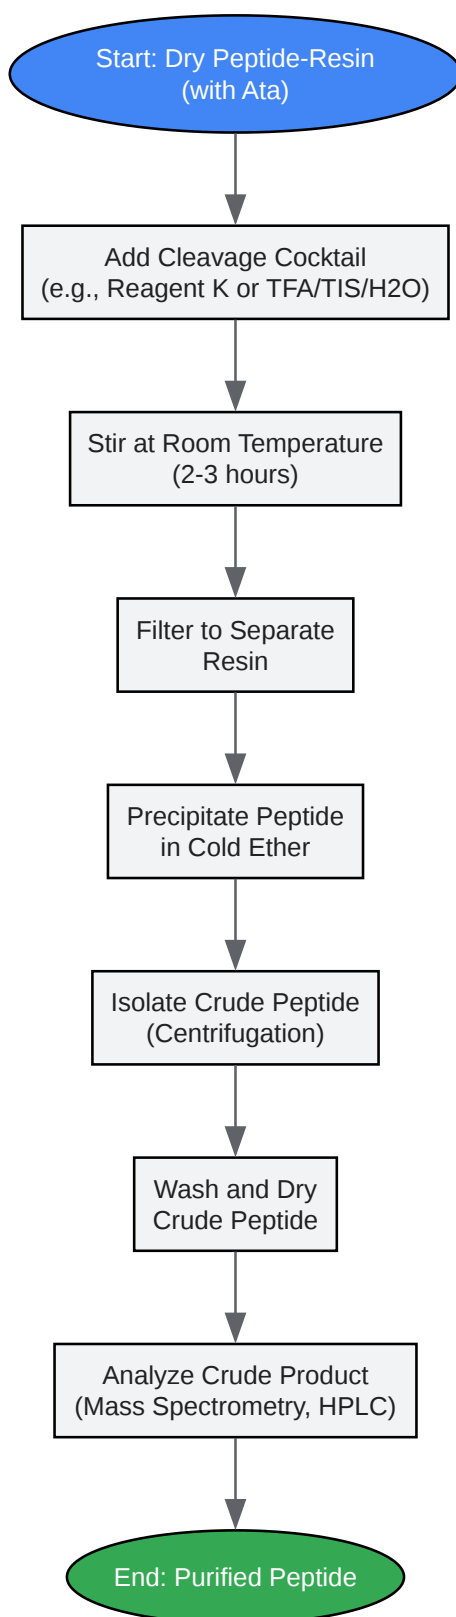 Start: Dry Peptide-Resin
(with Ata)
Add Cleavage Cocktail
(e.g., Reagent K or TFA/TIS/H2O)
Stir at Room Temperature
(2-3 hours)
Filter to Separate
Resin
Precipitate Peptide
in Cold Ether
Isolate Crude Peptide
(Centrifugation)
Wash and Dry
Crude Peptide
Analyze Crude Product
(Mass Spectrometry, HPLC)
End: Purified Peptide